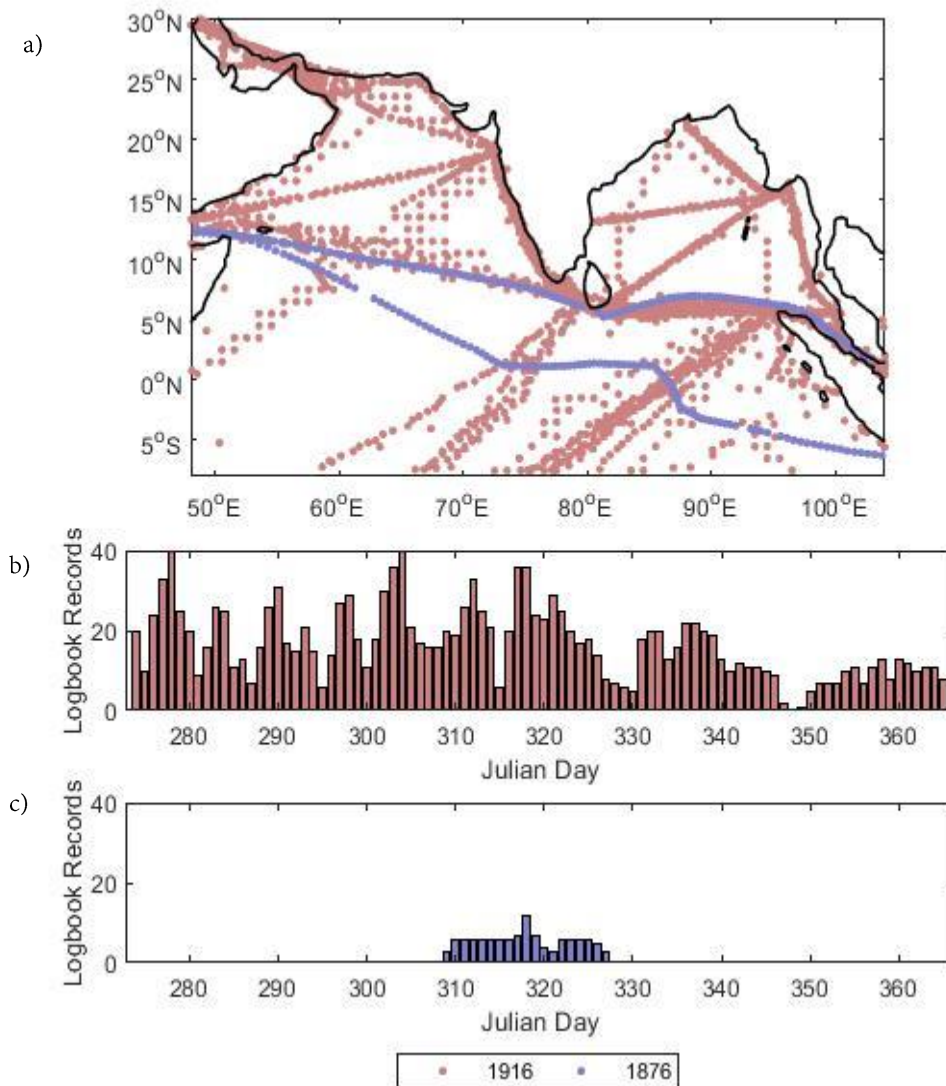 a)
30°N
25°N
20°N
15°N
10°N
5°N
0°N
5°S
50°E 60°E 70°E 80°E 90°E 100°E
b)
Logbook Records
40
20
0
280 290 300 310 320 330 340 350 360
Julian Day
c)
Logbook Records
40
20
0
280 290 300 310 320 330 340 350 360
Julian Day
1916 1876